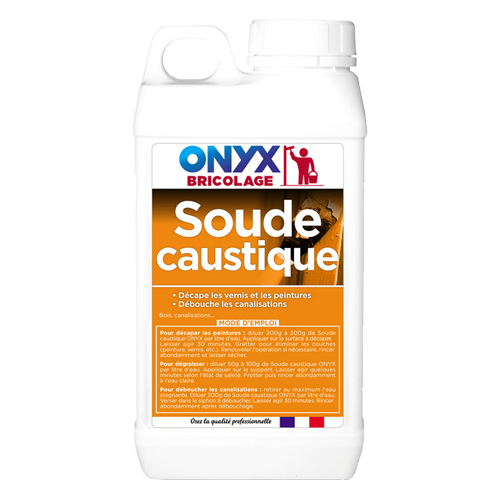 ONYX
BRICOLAGE
Soude
caustique
• Décape les vernis et les peintures
• Débouche les canalisations
Bois, canalisations...
MODE D'EMPLOI
Pour décaper les peintures : diluer 200g à 300g de Soude
caustique ONYX par litre d'eau. Appliquer sur la surface à décaper.
Laisser agir 30 minutes. Gratter pour éliminer les couches
(peinture, vernis, etc.). Renouveler l'opération si nécessaire, rincer
abondamment et laisser sécher.
Pour dégraisser : diluer 50g à 100g de Soude caustique ONYX
par litre d'eau. Appliquer sur le support. Laisser agir quelques
minutes selon l'état de saleté. Frotter puis rincer abondamment
à l'eau claire.
Pour déboucher les canalisations : retirer au maximum l'eau
stagnante. Diluer 300g de Soude caustique ONYX par litre d'eau.
Verser dans le siphon à déboucher. Laisser agir 30 minutes. Rincer
abondamment après débouchage.
Osez la qualité professionnelle